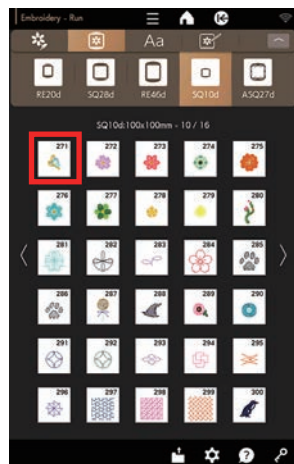 Embroidery - Run
Aa
RE20d SQ28d RE46d SQ10d ASQ27d
SQ10d:100x100mm - 10 / 16
271 272 273 274 275
276 277 278 279 280
281 282 283 284 285
286 287 288 289 290
291 292 293 294 295
296 297 298 299 300
?